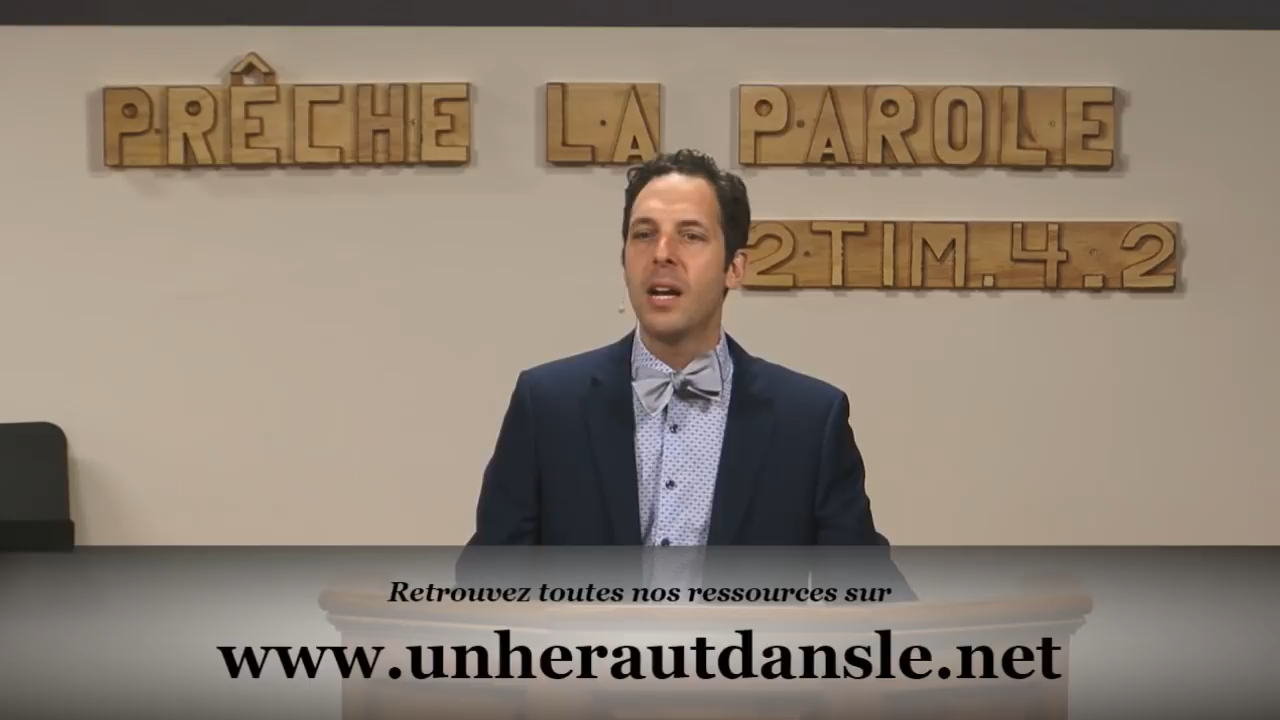 PRÊCHE LA PAROLE
2TIM.4.2
Retrouvez toutes nos ressources sur
www.unherautdansle.net